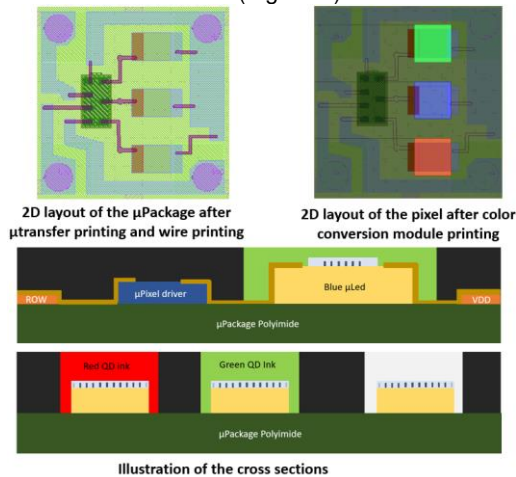 2D layout of the µPackage after
µtransfer printing and wire printing
2D layout of the pixel after color
conversion module printing
ROW
µPixel driver
Blue µLed
VDD
µPackage Polyimide
Red QD ink
Green QD Ink
µPackage Polyimide
Illustration of the cross sections